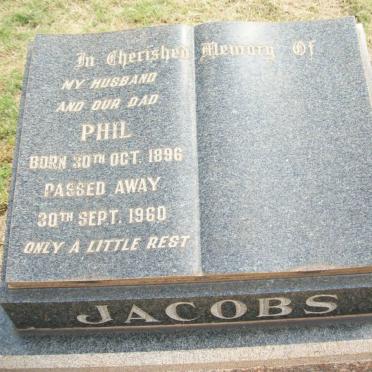 In Cherished Memory Of
MY HUSBAND
AND OUR DAD
PHIL
BORN 30TH OCT. 1896
PASSED AWAY
30TH SEPT. 1960
ONLY A LITTLE REST
JACOBS